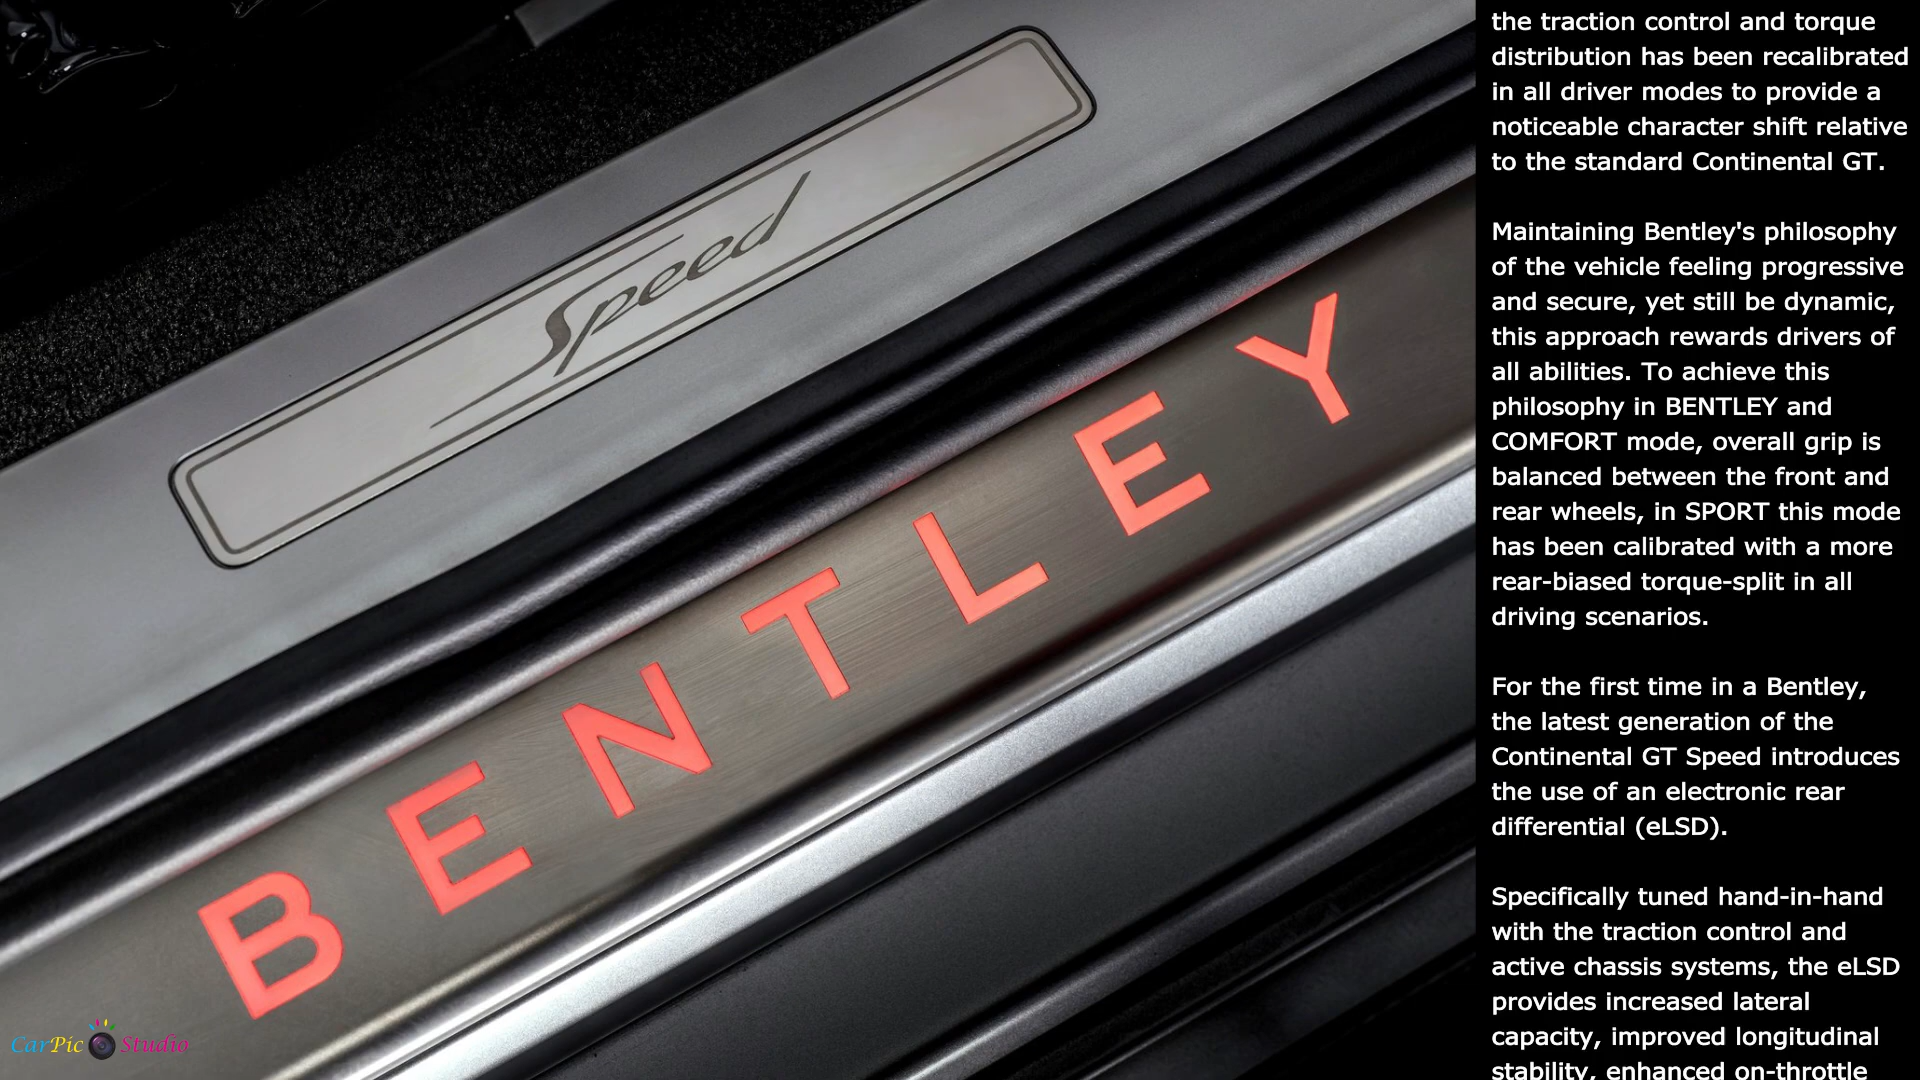 Speed
BENTLEY
CarPic Studio
the traction control and torque
distribution has been recalibrated
in all driver modes to provide a
noticeable character shift relative
to the standard Continental GT.
Maintaining Bentley's philosophy
of the vehicle feeling progressive
and secure, yet still be dynamic,
this approach rewards drivers of
all abilities. To achieve this
philosophy in BENTLEY and
COMFORT mode, overall grip is
balanced between the front and
rear wheels, in SPORT this mode
has been calibrated with a more
rear-biased torque-split in all
driving scenarios.
For the first time in a Bentley,
the latest generation of the
Continental GT Speed introduces
the use of an electronic rear
differential (eLSD).
Specifically tuned hand-in-hand
with the traction control and
active chassis systems, the eLSD
provides increased lateral
capacity, improved longitudinal
stability, enhanced on-throttle